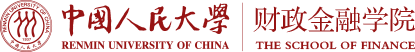 中國人民大學
RENMIN UNIVERSITY OF CHINA
财政金融学院
THE SCHOOL OF FINANCE